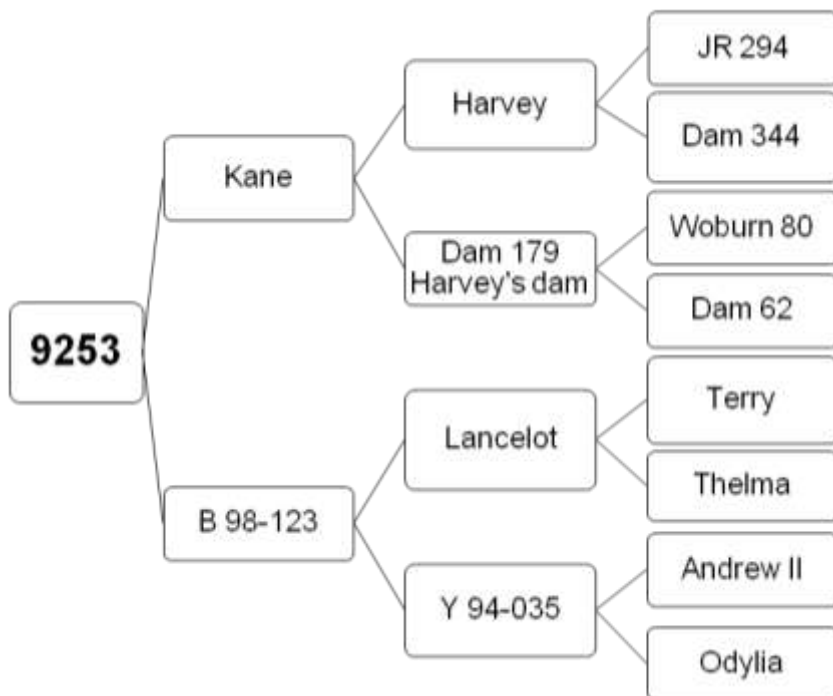 9253
Kane
B 98-123
Harvey
Dam 179
Harvey's dam
Lancelot
Y 94-035
JR 294
Dam 344
Woburn 80
Dam 62
Terry
Thelma
Andrew II
Odylia